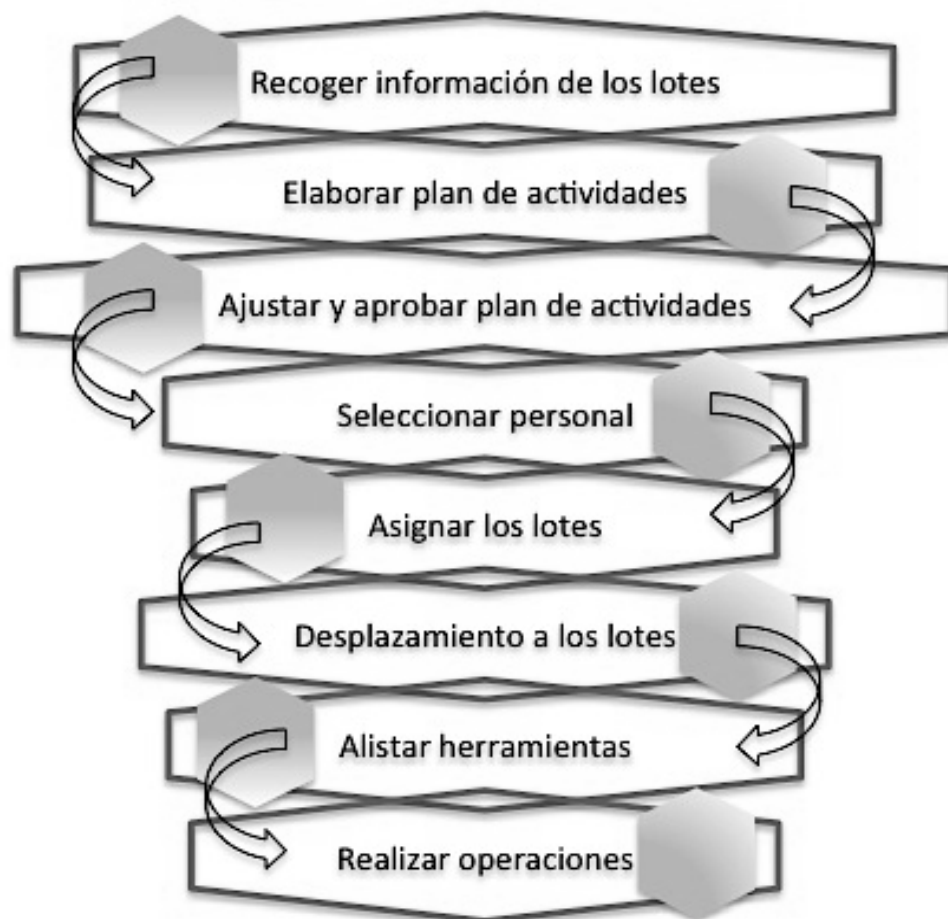 Recoger información de los lotes
Elaborar plan de actividades
Ajustar y aprobar plan de actividades
Seleccionar personal
Asignar los lotes
Desplazamiento a los lotes
Alistar herramientas
Realizar operaciones